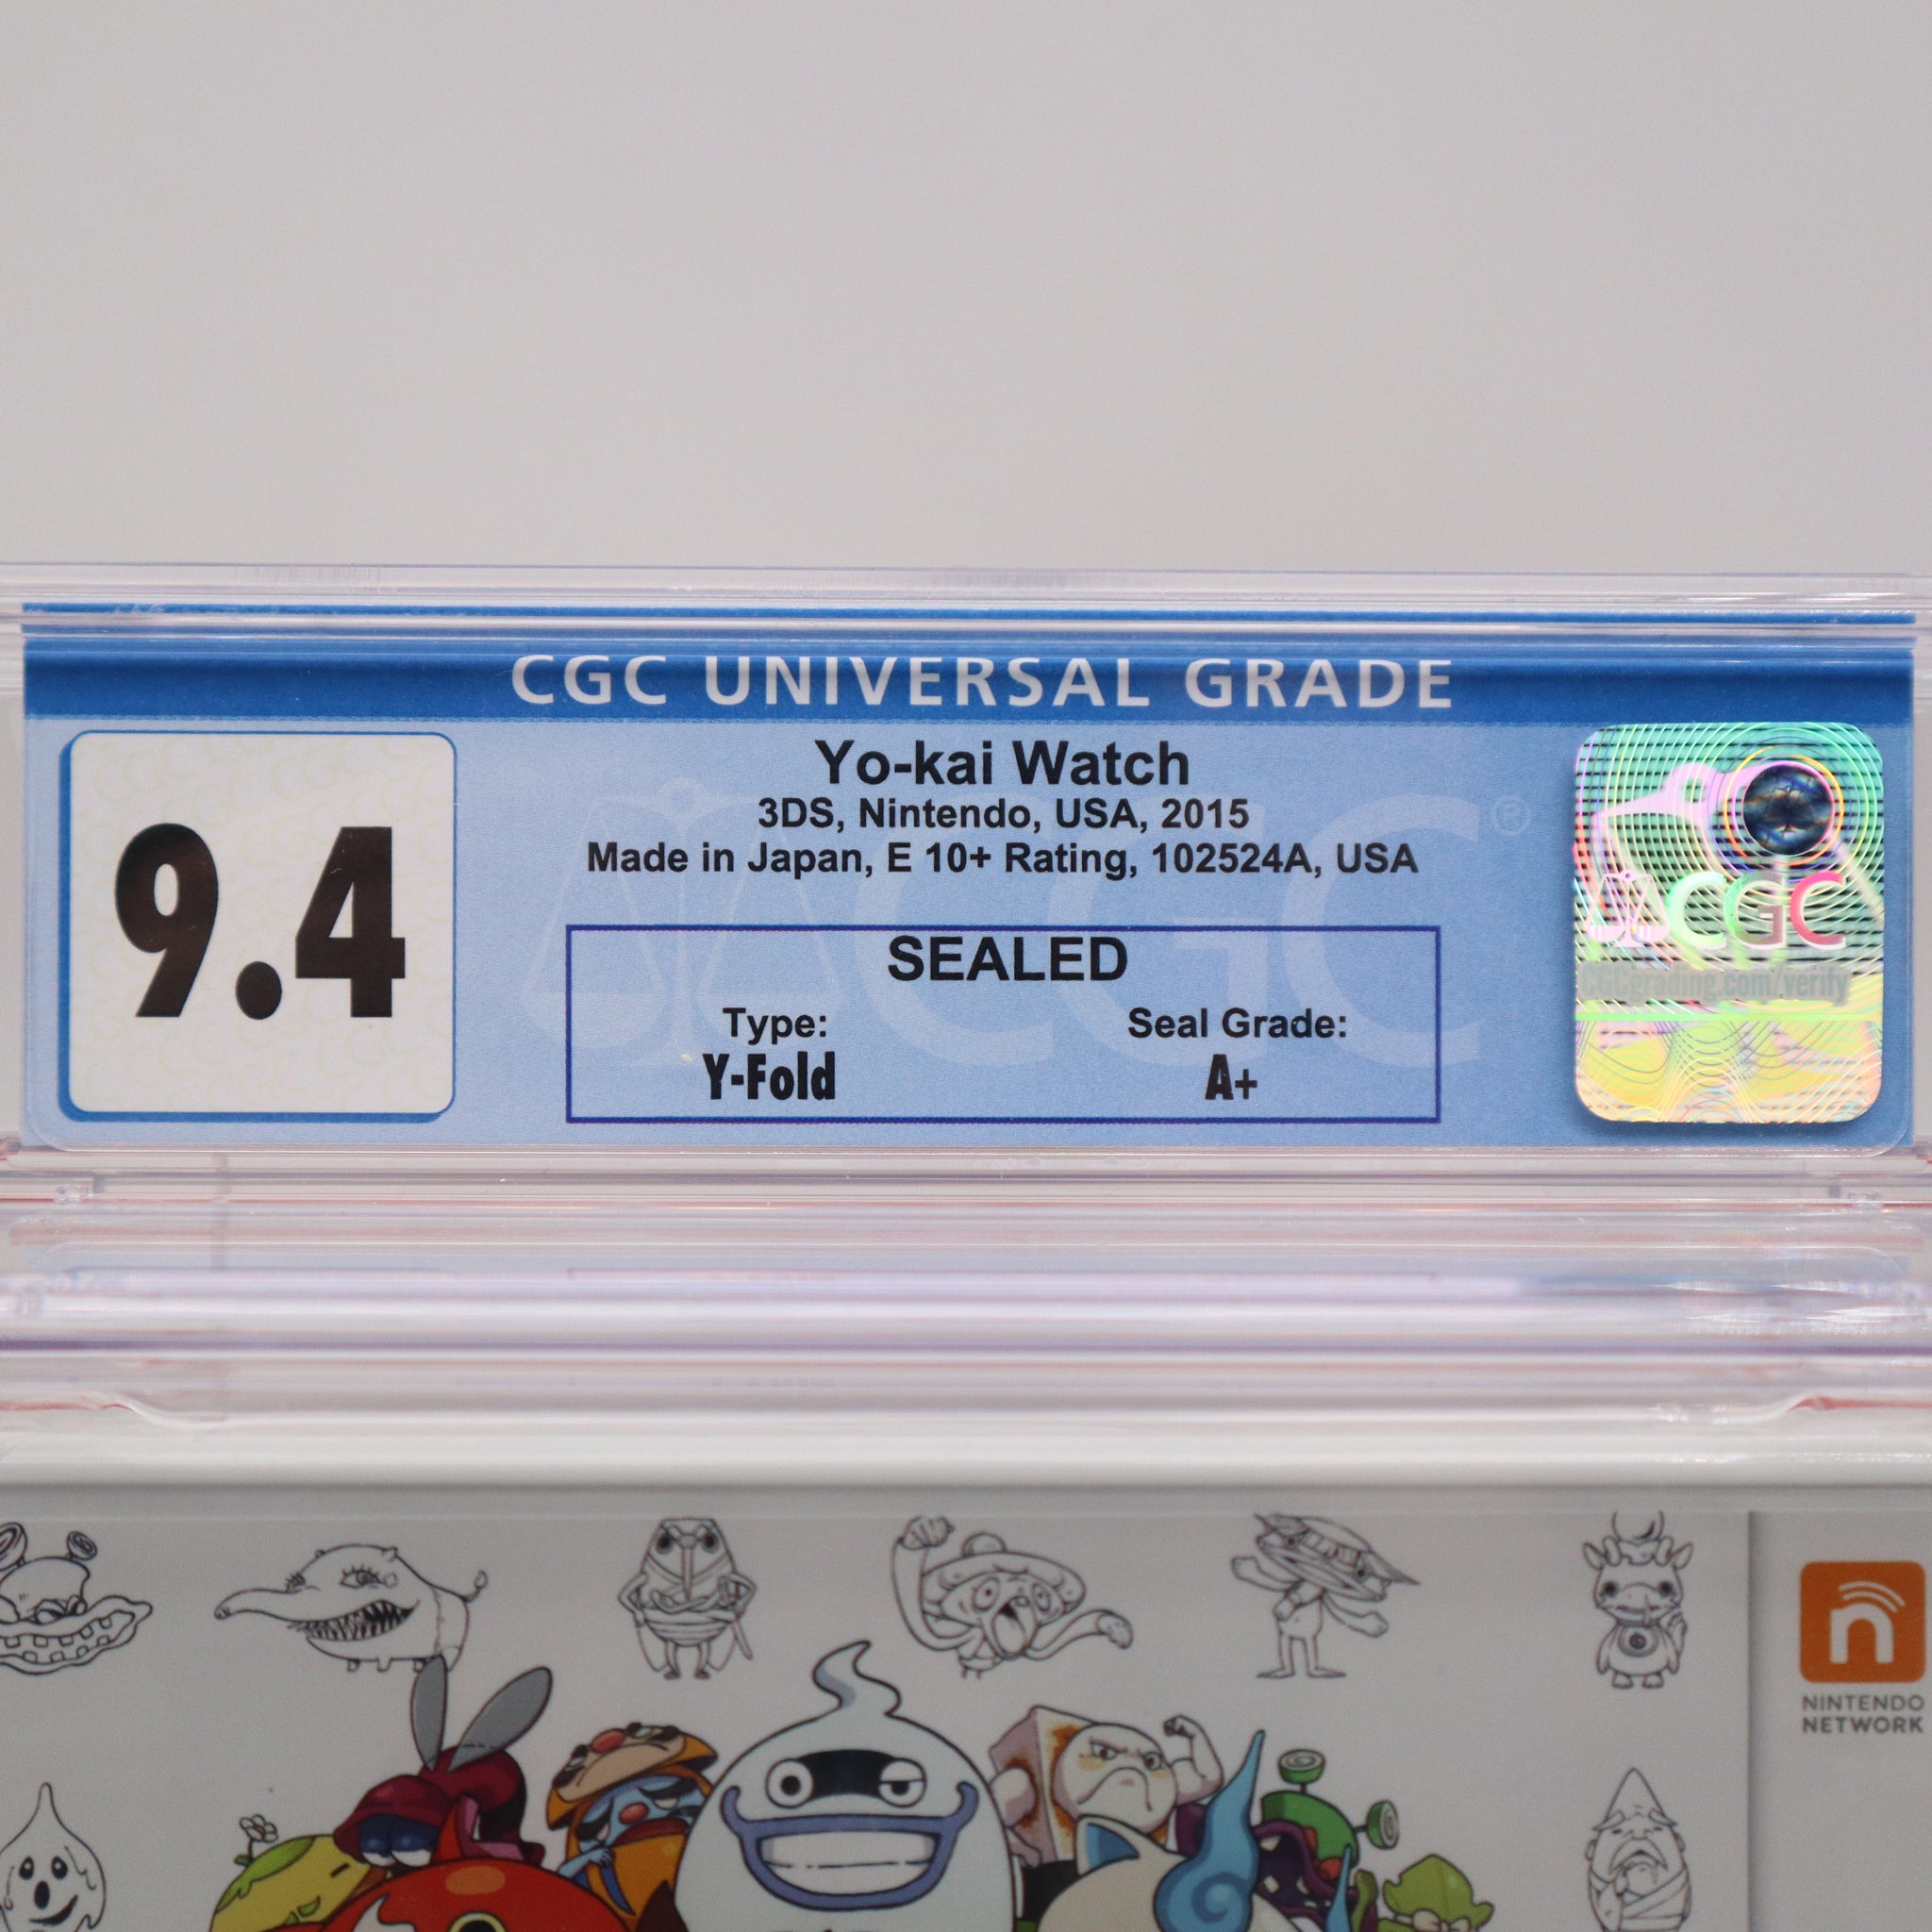 CGC UNIVERSAL GRADE
9.4
Yo-kai Watch
3DS, Nintendo, USA, 2015
Made in Japan, E 10+ Rating, 102524A, USA
CGC®
SEALED
Type:
Y-Fold
Seal Grade:
A+
CGC
CGCgrading.com/verify
n
NINTENDO
NETWORK